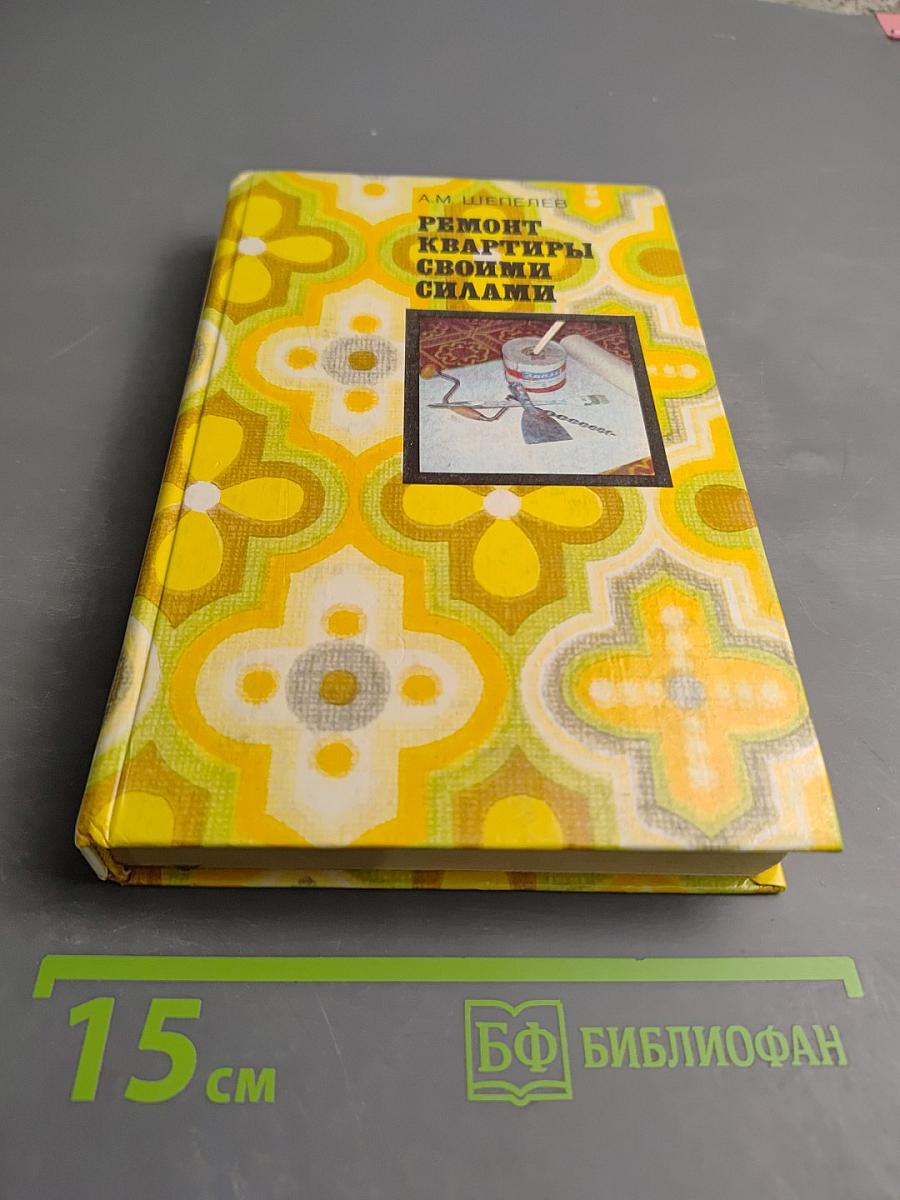 А.М. ШЕПЕЛЕВ
РЕМОНТ
КВАРТИРЫ
СВОИМИ
СИЛАМИ
15 см
БФ БИБЛИОФАН